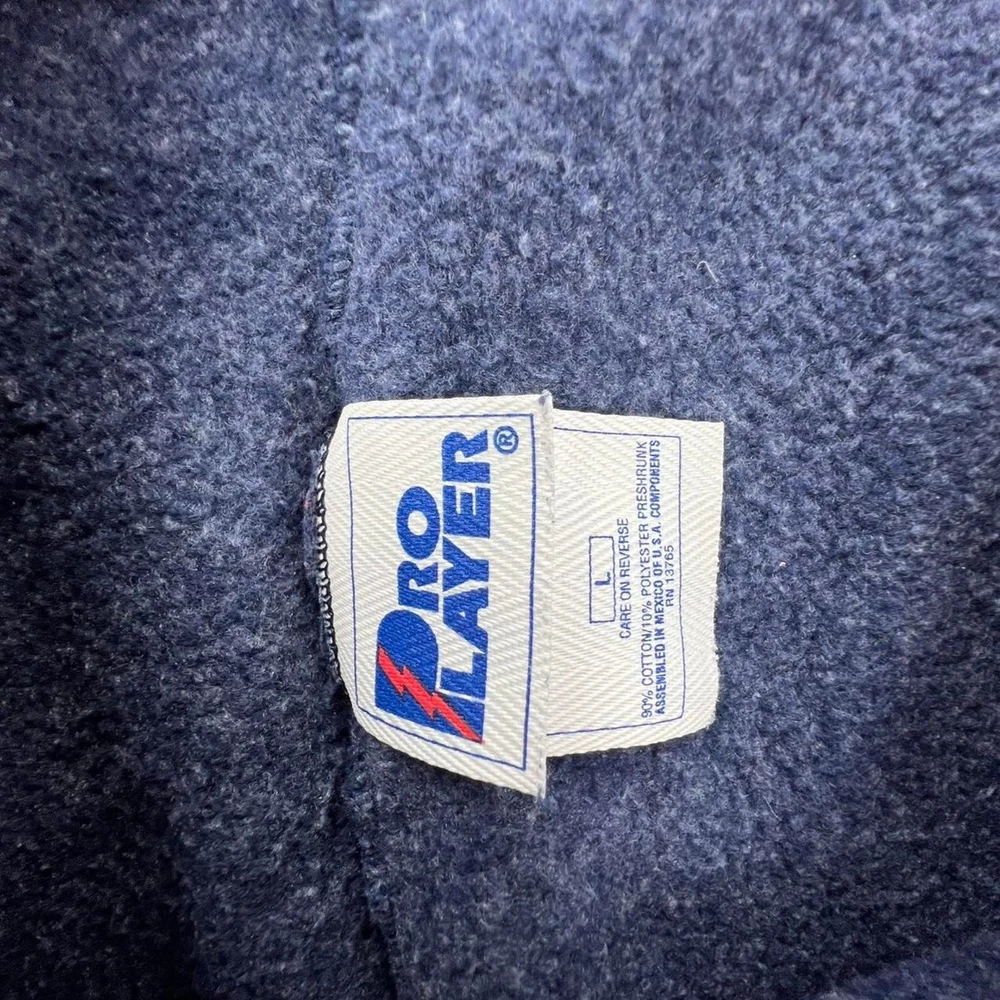 PRO
PLAYER®
L
CARE ON REVERSE
90% COTTON/10% POLYESTER PRESHRUNK
ASSEMBLED IN MEXICO OF U.S.A. COMPONENTS
RN 13765